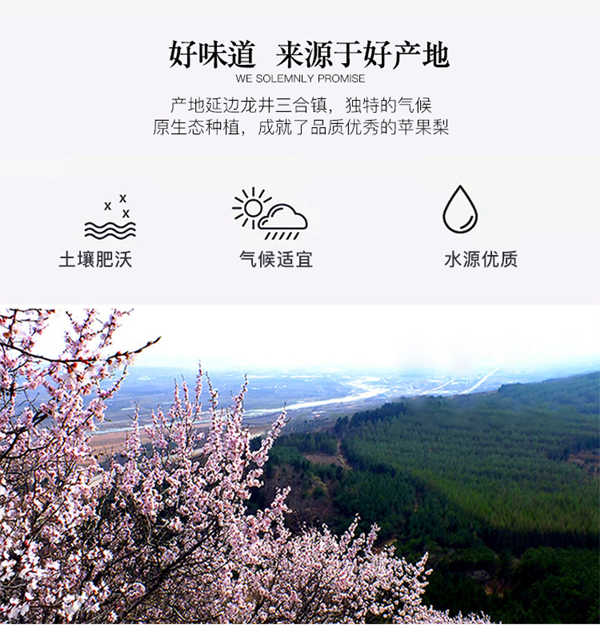 好味道 来源于好产地
WE SOLEMNLY PROMISE
产地延边龙井三合镇，独特的气候
原生态种植，成就了品质优秀的苹果梨
土壤肥沃 气候适宜 水源优质